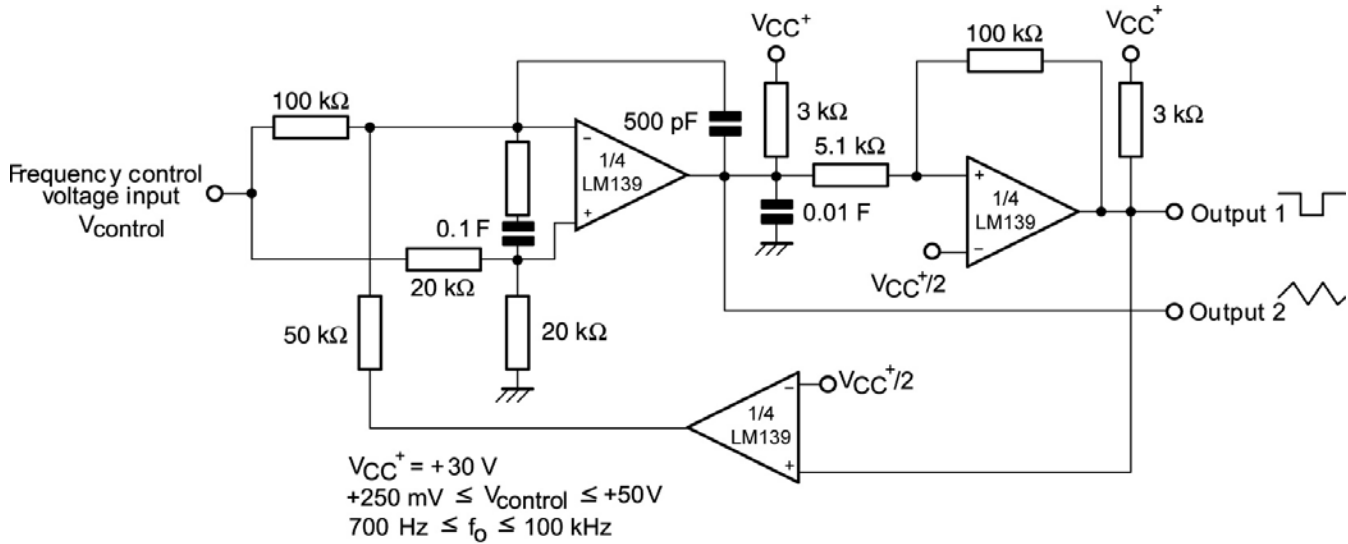 VCC+
VCC+
100 kΩ
100 kΩ
500 pF
3 kΩ
3 kΩ
5.1 kΩ
Frequency control
voltage input
Vcontrol
-
1/4
LM139
+
0.1 F
0.01 F
+
1/4
LM139
-
Output 1
20 kΩ
VCC+/2
50 kΩ
20 kΩ
Output 2
-
VCC+/2
1/4
LM139
+
VCC+ = +30 V
+250 mV ≤ Vcontrol ≤ +50V
700 Hz ≤ fo ≤ 100 kHz